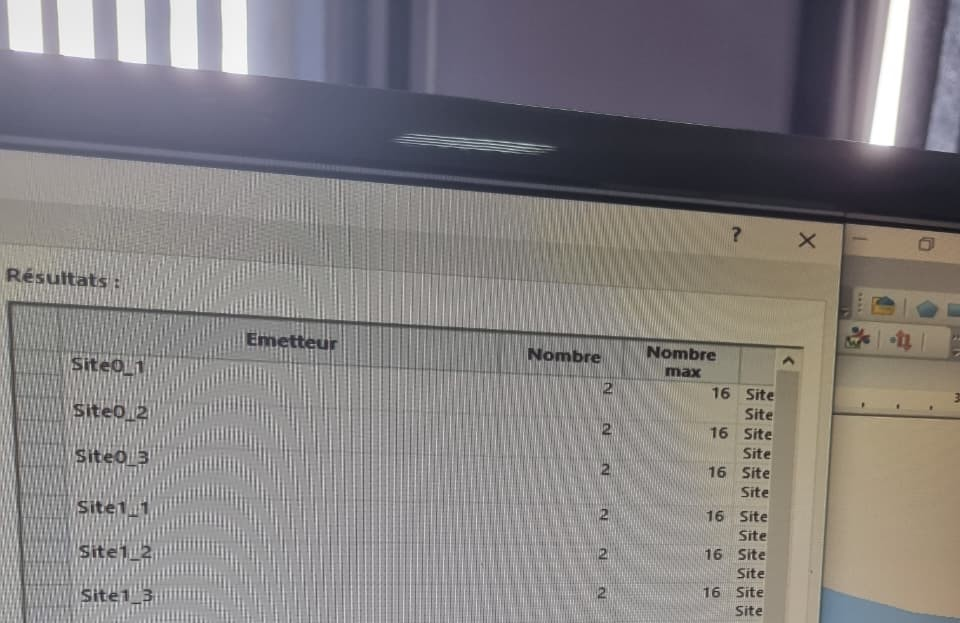 ?
Résultats :
Emetteur Nombre Nombre max
Site0_1 2 16 Site
Site
Site0_2 2 16 Site
Site
Site0_3 2 16 Site
Site
Site1_1 2 16 Site
Site
Site1_2 2 16 Site
Site
Site1_3 2 16 Site
Site